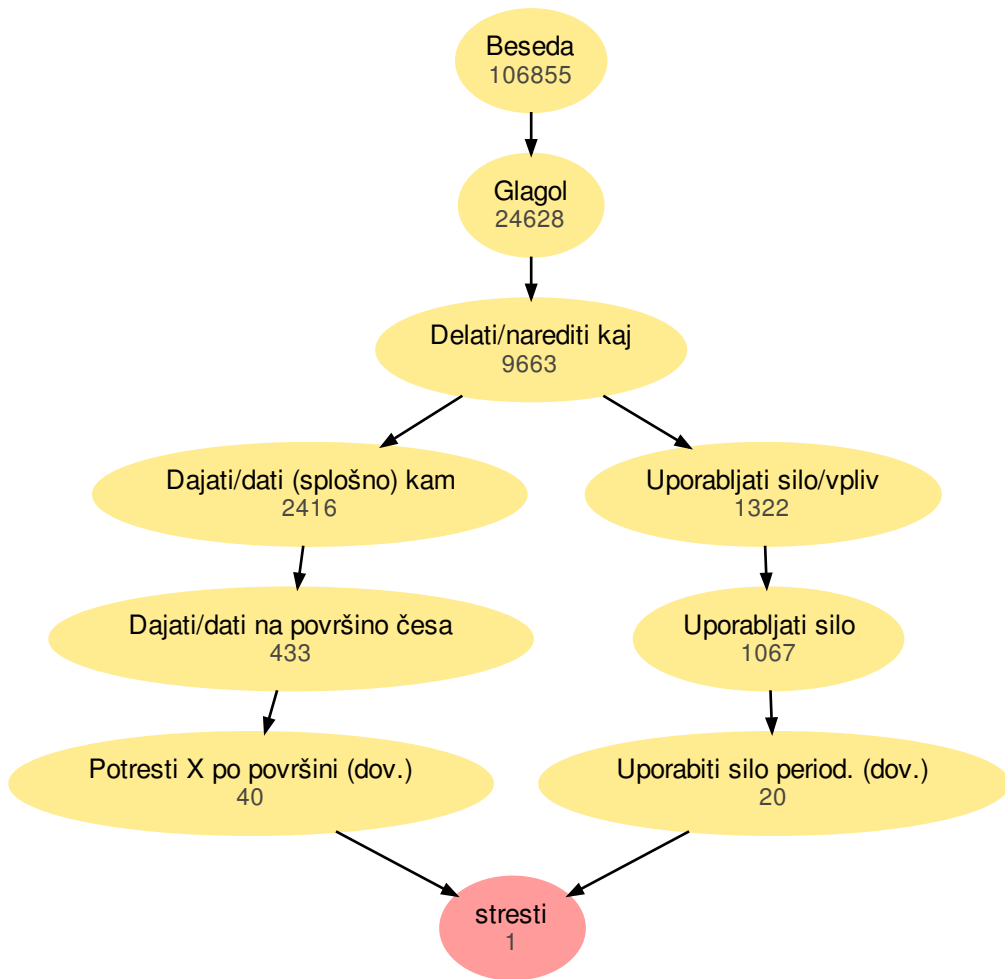 Beseda
106855
Glagol
24628
Delati/narediti kaj
9663
Dajati/dati (splošno) kam
2416
Uporabljati silo/vpliv
1322
Dajati/dati na površino česa
433
Uporabljati silo
1067
Potresti X po površini (dov.)
40
Uporabiti silo period. (dov.)
20
stresti
1